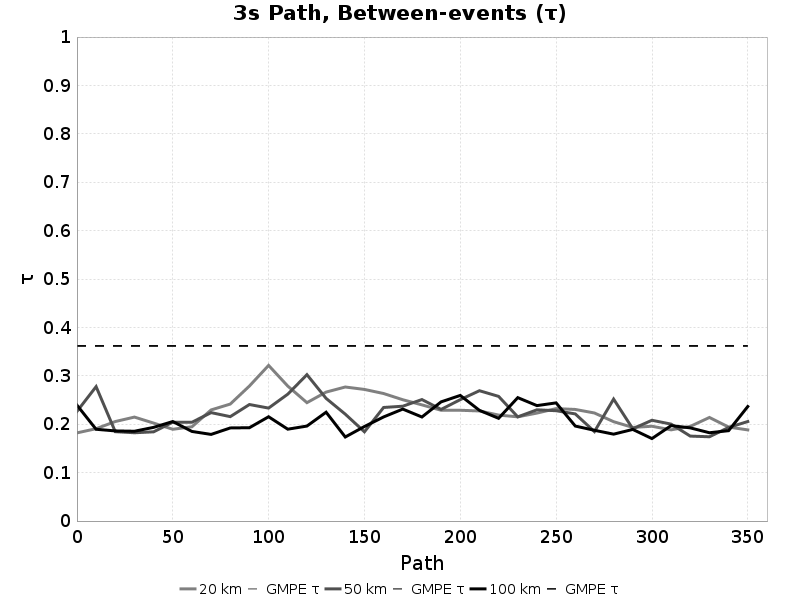 3s Path, Between-events (τ)
1
0.9
0.8
0.7
0.6
0.5
τ
0.4
0.3
0.2
0.1
0
0 50 100 150 200 250 300 350
Path
20 km GMPE τ 50 km GMPE τ 100 km GMPE τ